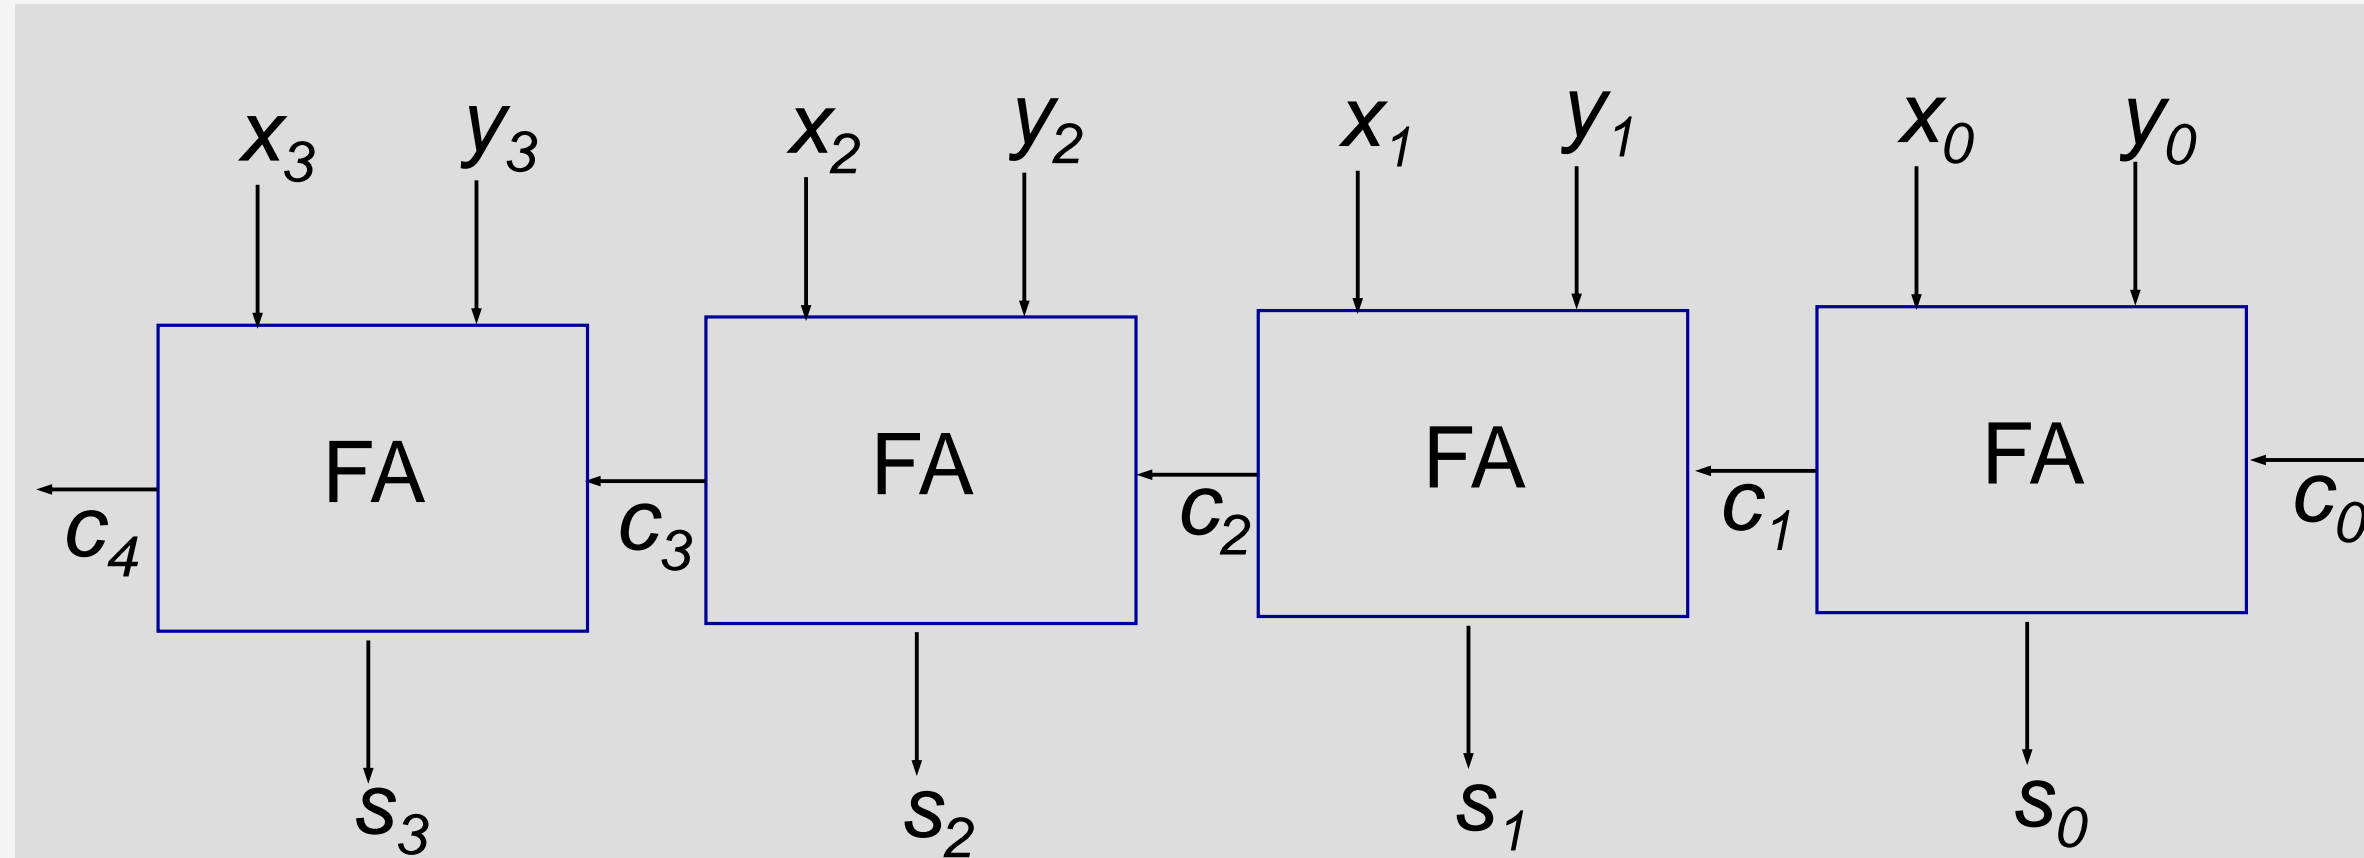 x3 y3 x2 y2 x1 y1 x0 y0
FA FA FA FA
c4 c3 c2 c1 c0
s3 s2 s1 s0